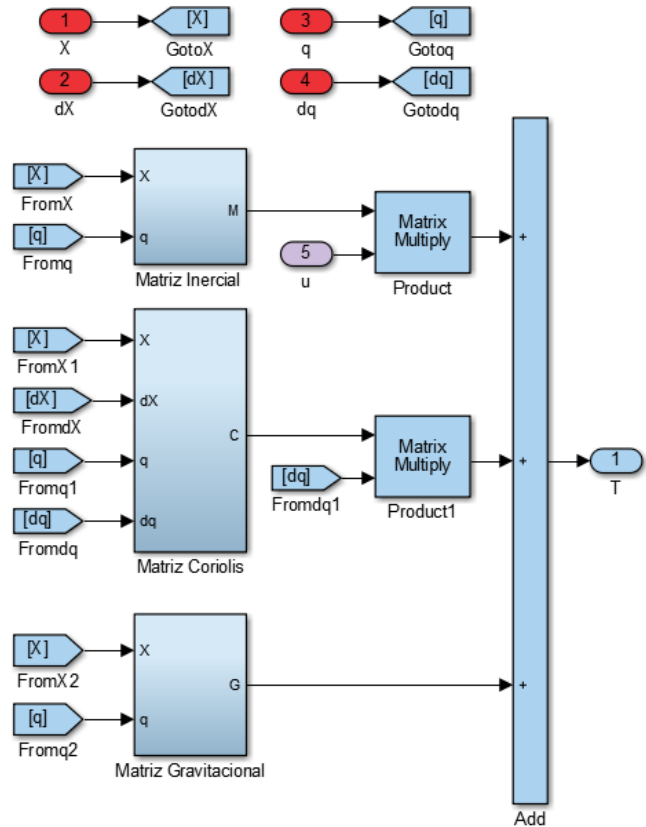 1
[X]
3
[q]
X
GotoX
q
Gotoq
2
[dX]
4
[dq]
dX
GotodX
dq
Gotodq
[X]
FromX
[q]
Fromq
X
q
M
Matriz Inercial
5
u
Matrix
Multiply
Product
+
[X]
FromX1
[dX]
FromdX
[q]
Fromq1
[dq]
Fromdq
X
dX
q
dq
C
Matriz Coriolis
[dq]
Fromdq1
Matrix
Multiply
Product1
+
1
T
[X]
FromX2
[q]
Fromq2
X
q
G
Matriz Gravitacional
+
Add